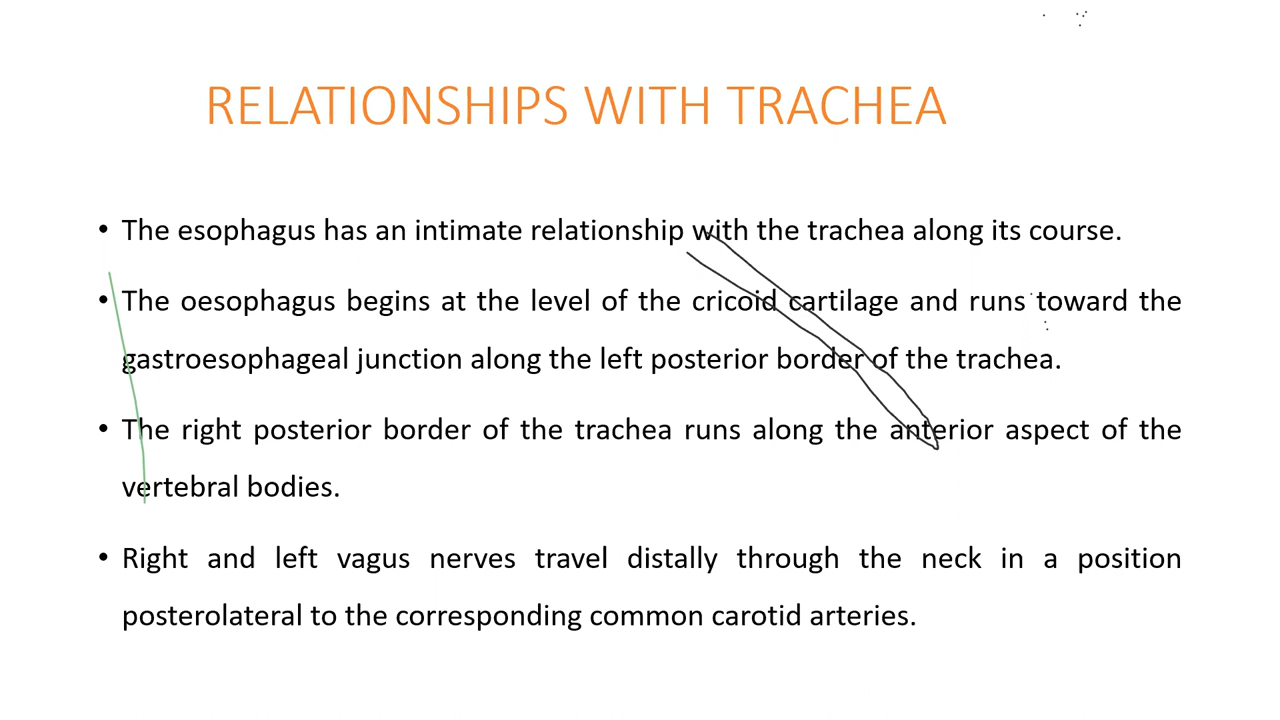 RELATIONSHIPS WITH TRACHEA
• The esophagus has an intimate relationship with the trachea along its course.
• The oesophagus begins at the level of the cricoid cartilage and runs toward the
gastroesophageal junction along the left posterior border of the trachea.
• The right posterior border of the trachea runs along the anterior aspect of the
vertebral bodies.
• Right and left vagus nerves travel distally through the neck in a position
posterolateral to the corresponding common carotid arteries.